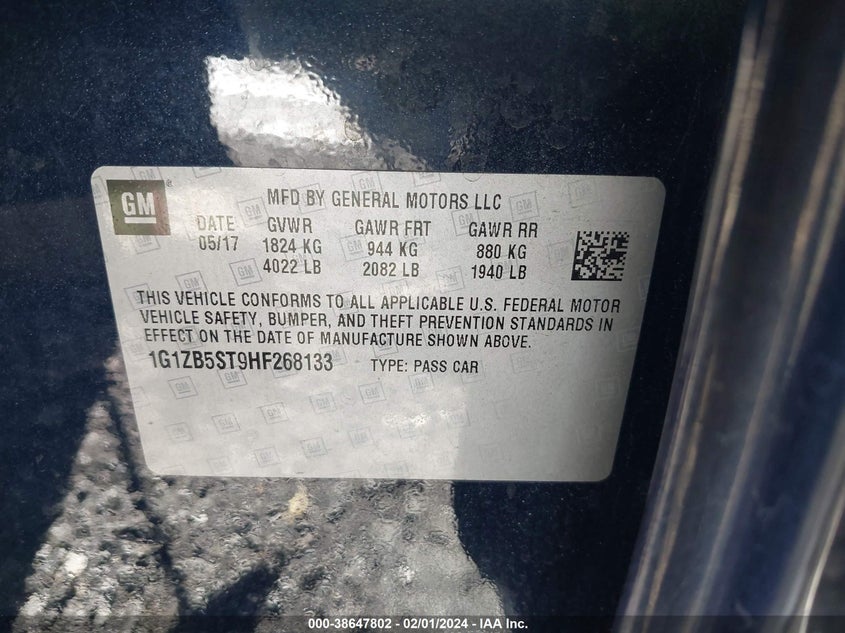 GM
MFD BY GENERAL MOTORS LLC
DATE GVWR GAWR FRT GAWR RR
05/17 1824 KG 944 KG 880 KG
4022 LB 2082 LB 1940 LB
THIS VEHICLE CONFORMS TO ALL APPLICABLE U.S. FEDERAL MOTOR
VEHICLE SAFETY, BUMPER, AND THEFT PREVENTION STANDARDS IN
EFFECT ON THE DATE OF MANUFACTURE SHOWN ABOVE.
1G1ZB5ST9HF268133 TYPE: PASS CAR
000-38647802 - 02/01/2024 - IAA Inc.